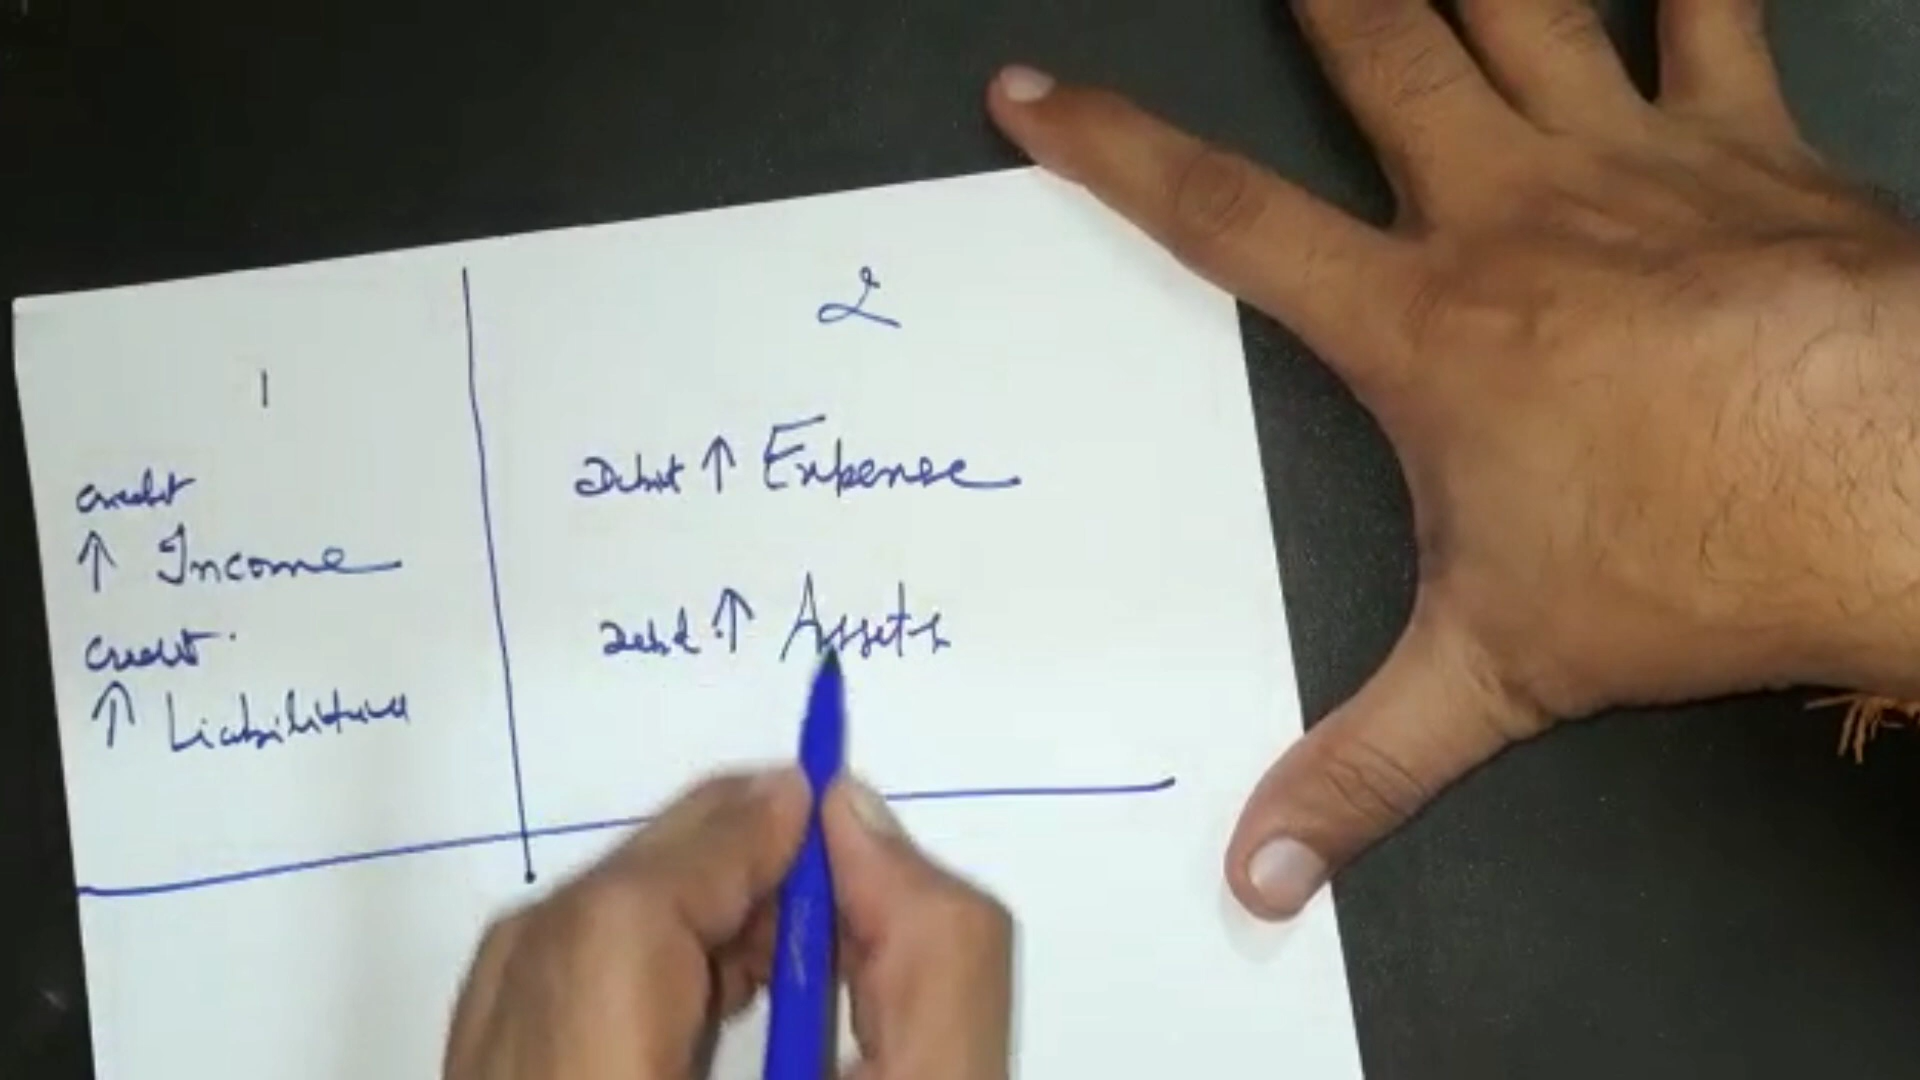 1
credit
↑ Income
credit
↑ Liabilities
2
Debit ↑ Expense
Debit ↑ Assets